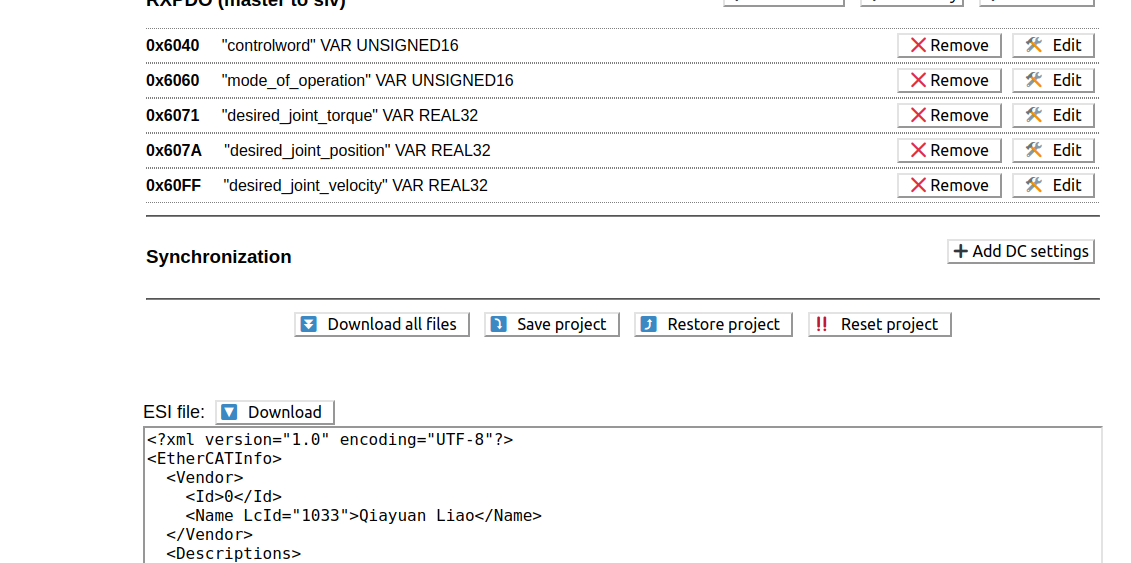 RXPDO (master to slv)
0x6040 "controlword" VAR UNSIGNED16 Remove Edit
0x6060 "mode_of_operation" VAR UNSIGNED16 Remove Edit
0x6071 "desired_joint_torque" VAR REAL32 Remove Edit
0x607A "desired_joint_position" VAR REAL32 Remove Edit
0x60FF "desired_joint_velocity" VAR REAL32 Remove Edit
Synchronization
Add DC settings
Download all files Save project Restore project Reset project
ESI file: Download
<?xml version="1.0" encoding="UTF-8"?>
<EtherCATInfo>
  <Vendor>
    <Id>0</Id>
    <Name LcId="1033">Qiayuan Liao</Name>
  </Vendor>
  <Descriptions>